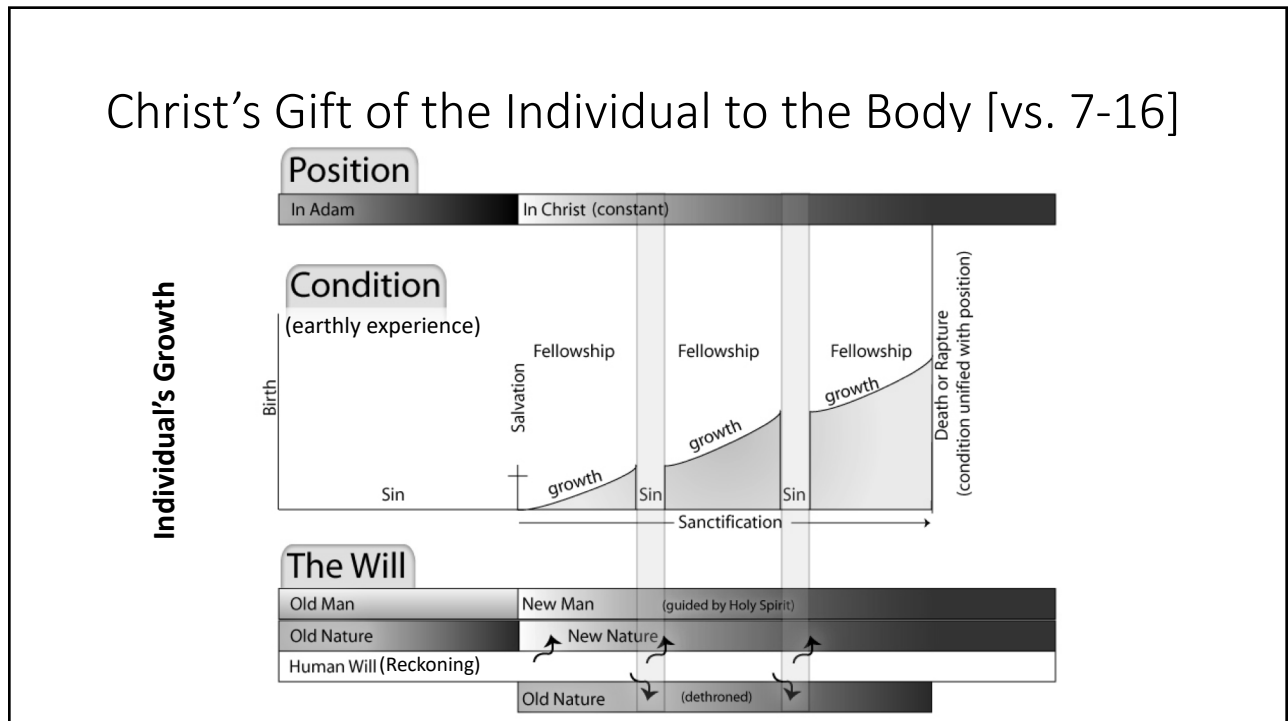 Christ's Gift of the Individual to the Body [vs. 7-16]
Position
In Adam
In Christ (constant)
Individual's Growth
Condition
(earthly experience)
Birth
Sin
Salvation
Fellowship
growth
Sin
Fellowship
growth
Sin
Fellowship
growth
Death or Rapture
(condition unified with position)
Sanctification
The Will
Old Man
New Man
(guided by Holy Spirit)
Old Nature
New Nature
Human Will (Reckoning)
Old Nature
(dethroned)